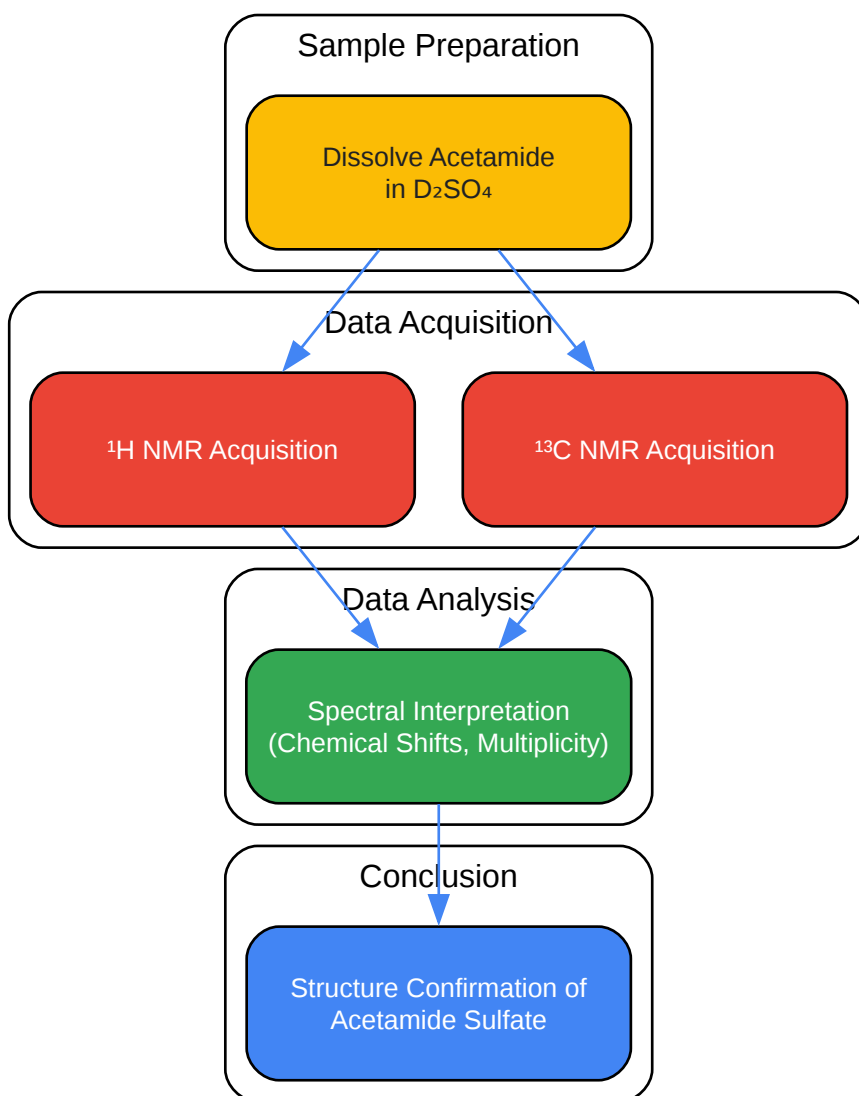 Sample Preparation
Dissolve Acetamide
in D₂SO₄
Data Acquisition
¹H NMR Acquisition
¹³C NMR Acquisition
Data Analysis
Spectral Interpretation
(Chemical Shifts, Multiplicity)
Conclusion
Structure Confirmation of
Acetamide Sulfate